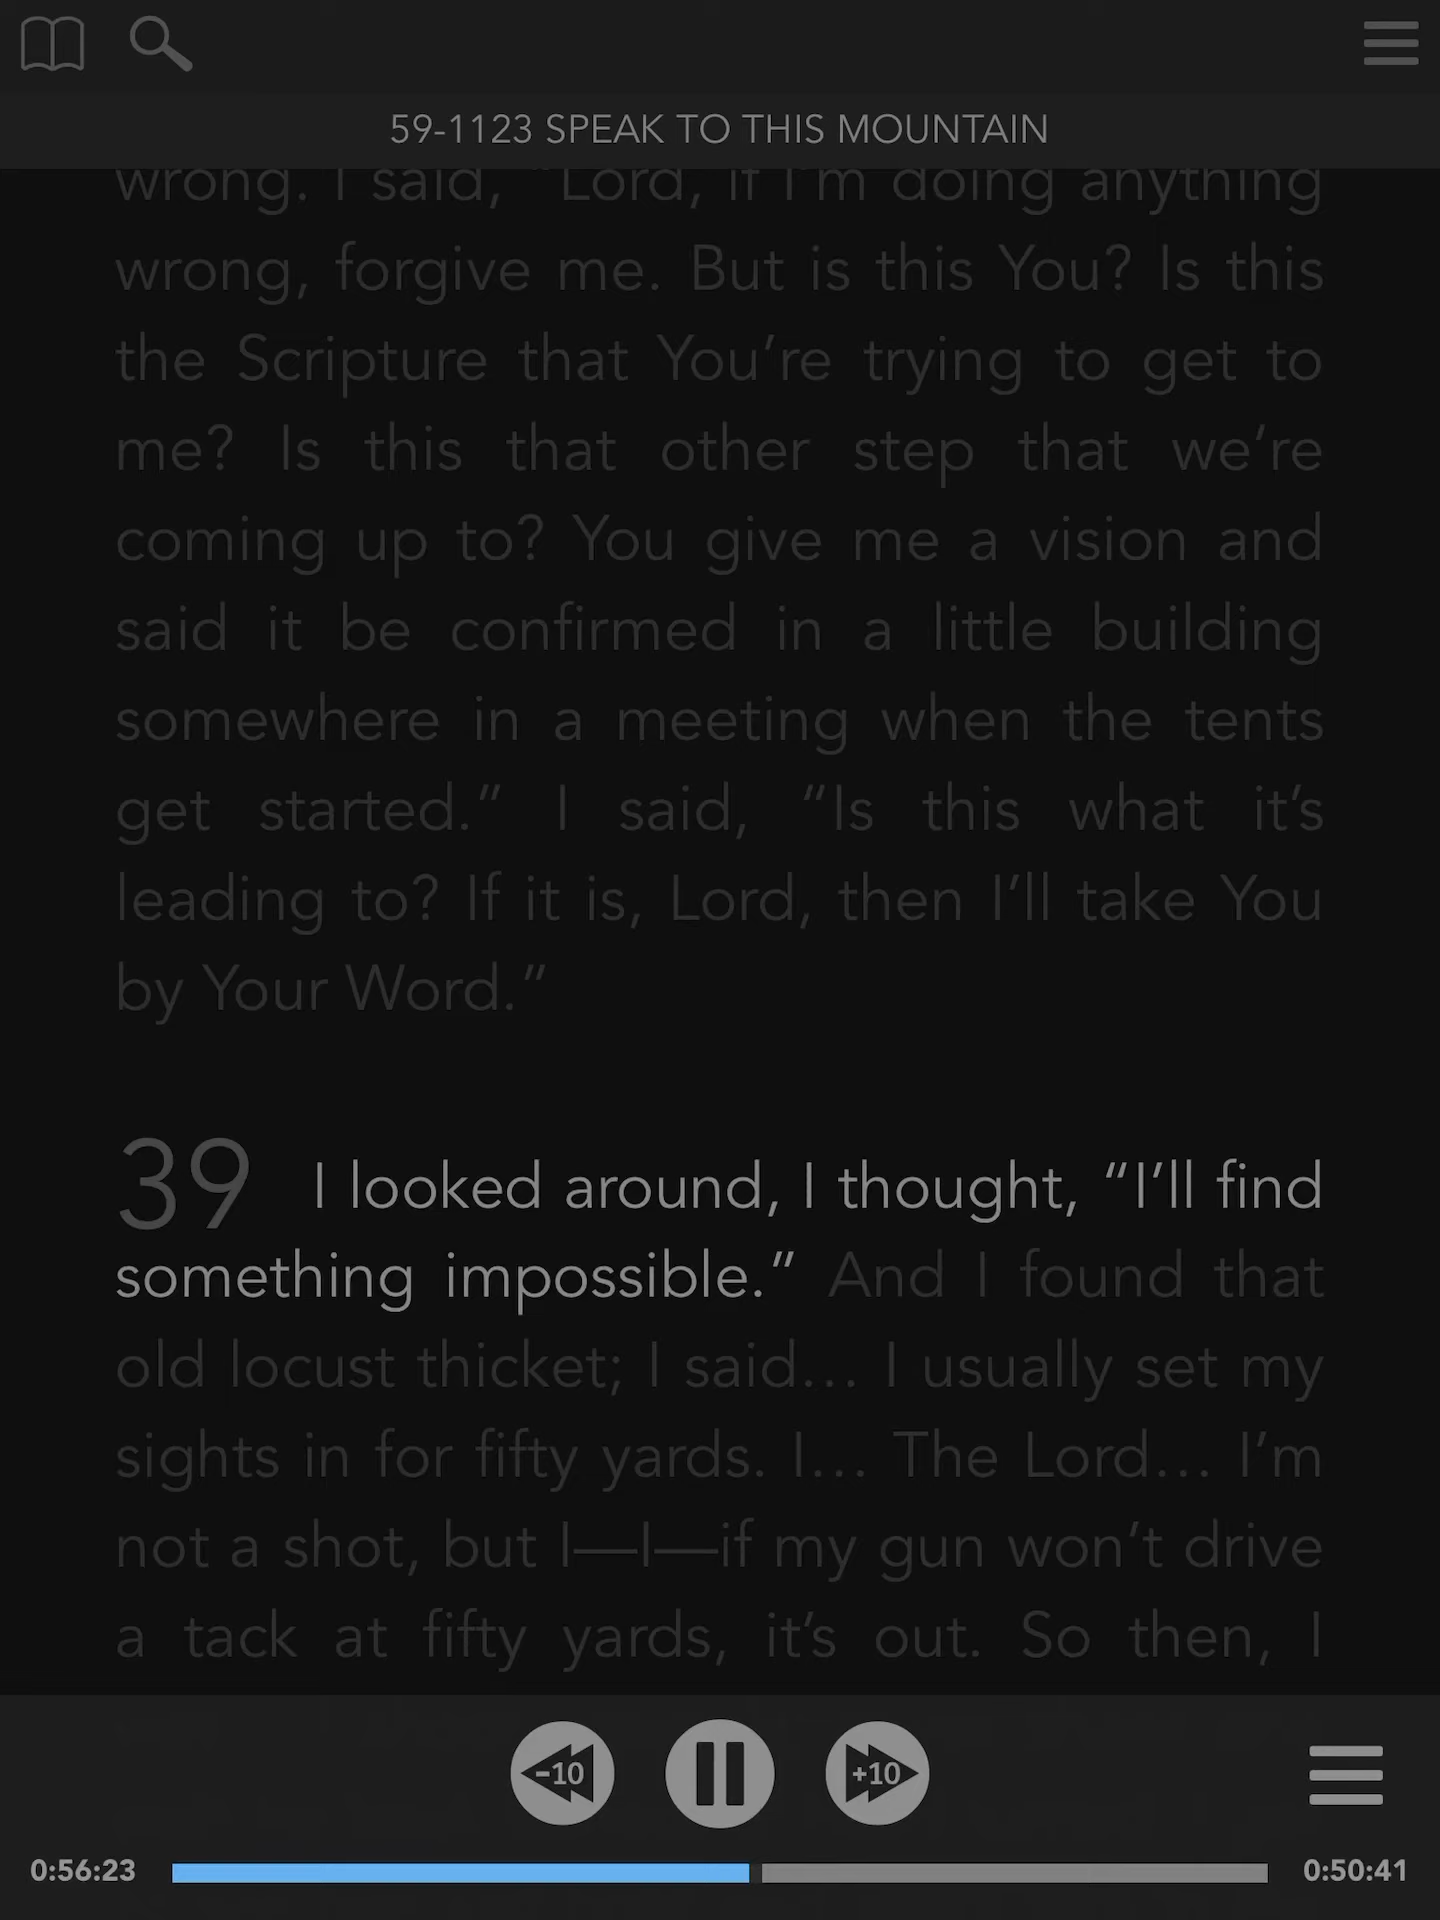 59-1123 SPEAK TO THIS MOUNTAIN
wrong. I said, “Lord, if I’m doing anything
wrong, forgive me. But is this You? Is this
the Scripture that You’re trying to get to
me? Is this that other step that we’re
coming up to? You give me a vision and
said it be confirmed in a little building
somewhere in a meeting when the tents
get started.” I said, “Is this what it’s
leading to? If it is, Lord, then I’ll take You
by Your Word.”
39 I looked around, I thought, “I’ll find
something impossible.” And I found that
old locust thicket; I said… I usually set my
sights in for fifty yards. I… The Lord… I’m
not a shot, but I—I—if my gun won’t drive
a tack at fifty yards, it’s out. So then, I
-10 +10
0:56:23 0:50:41